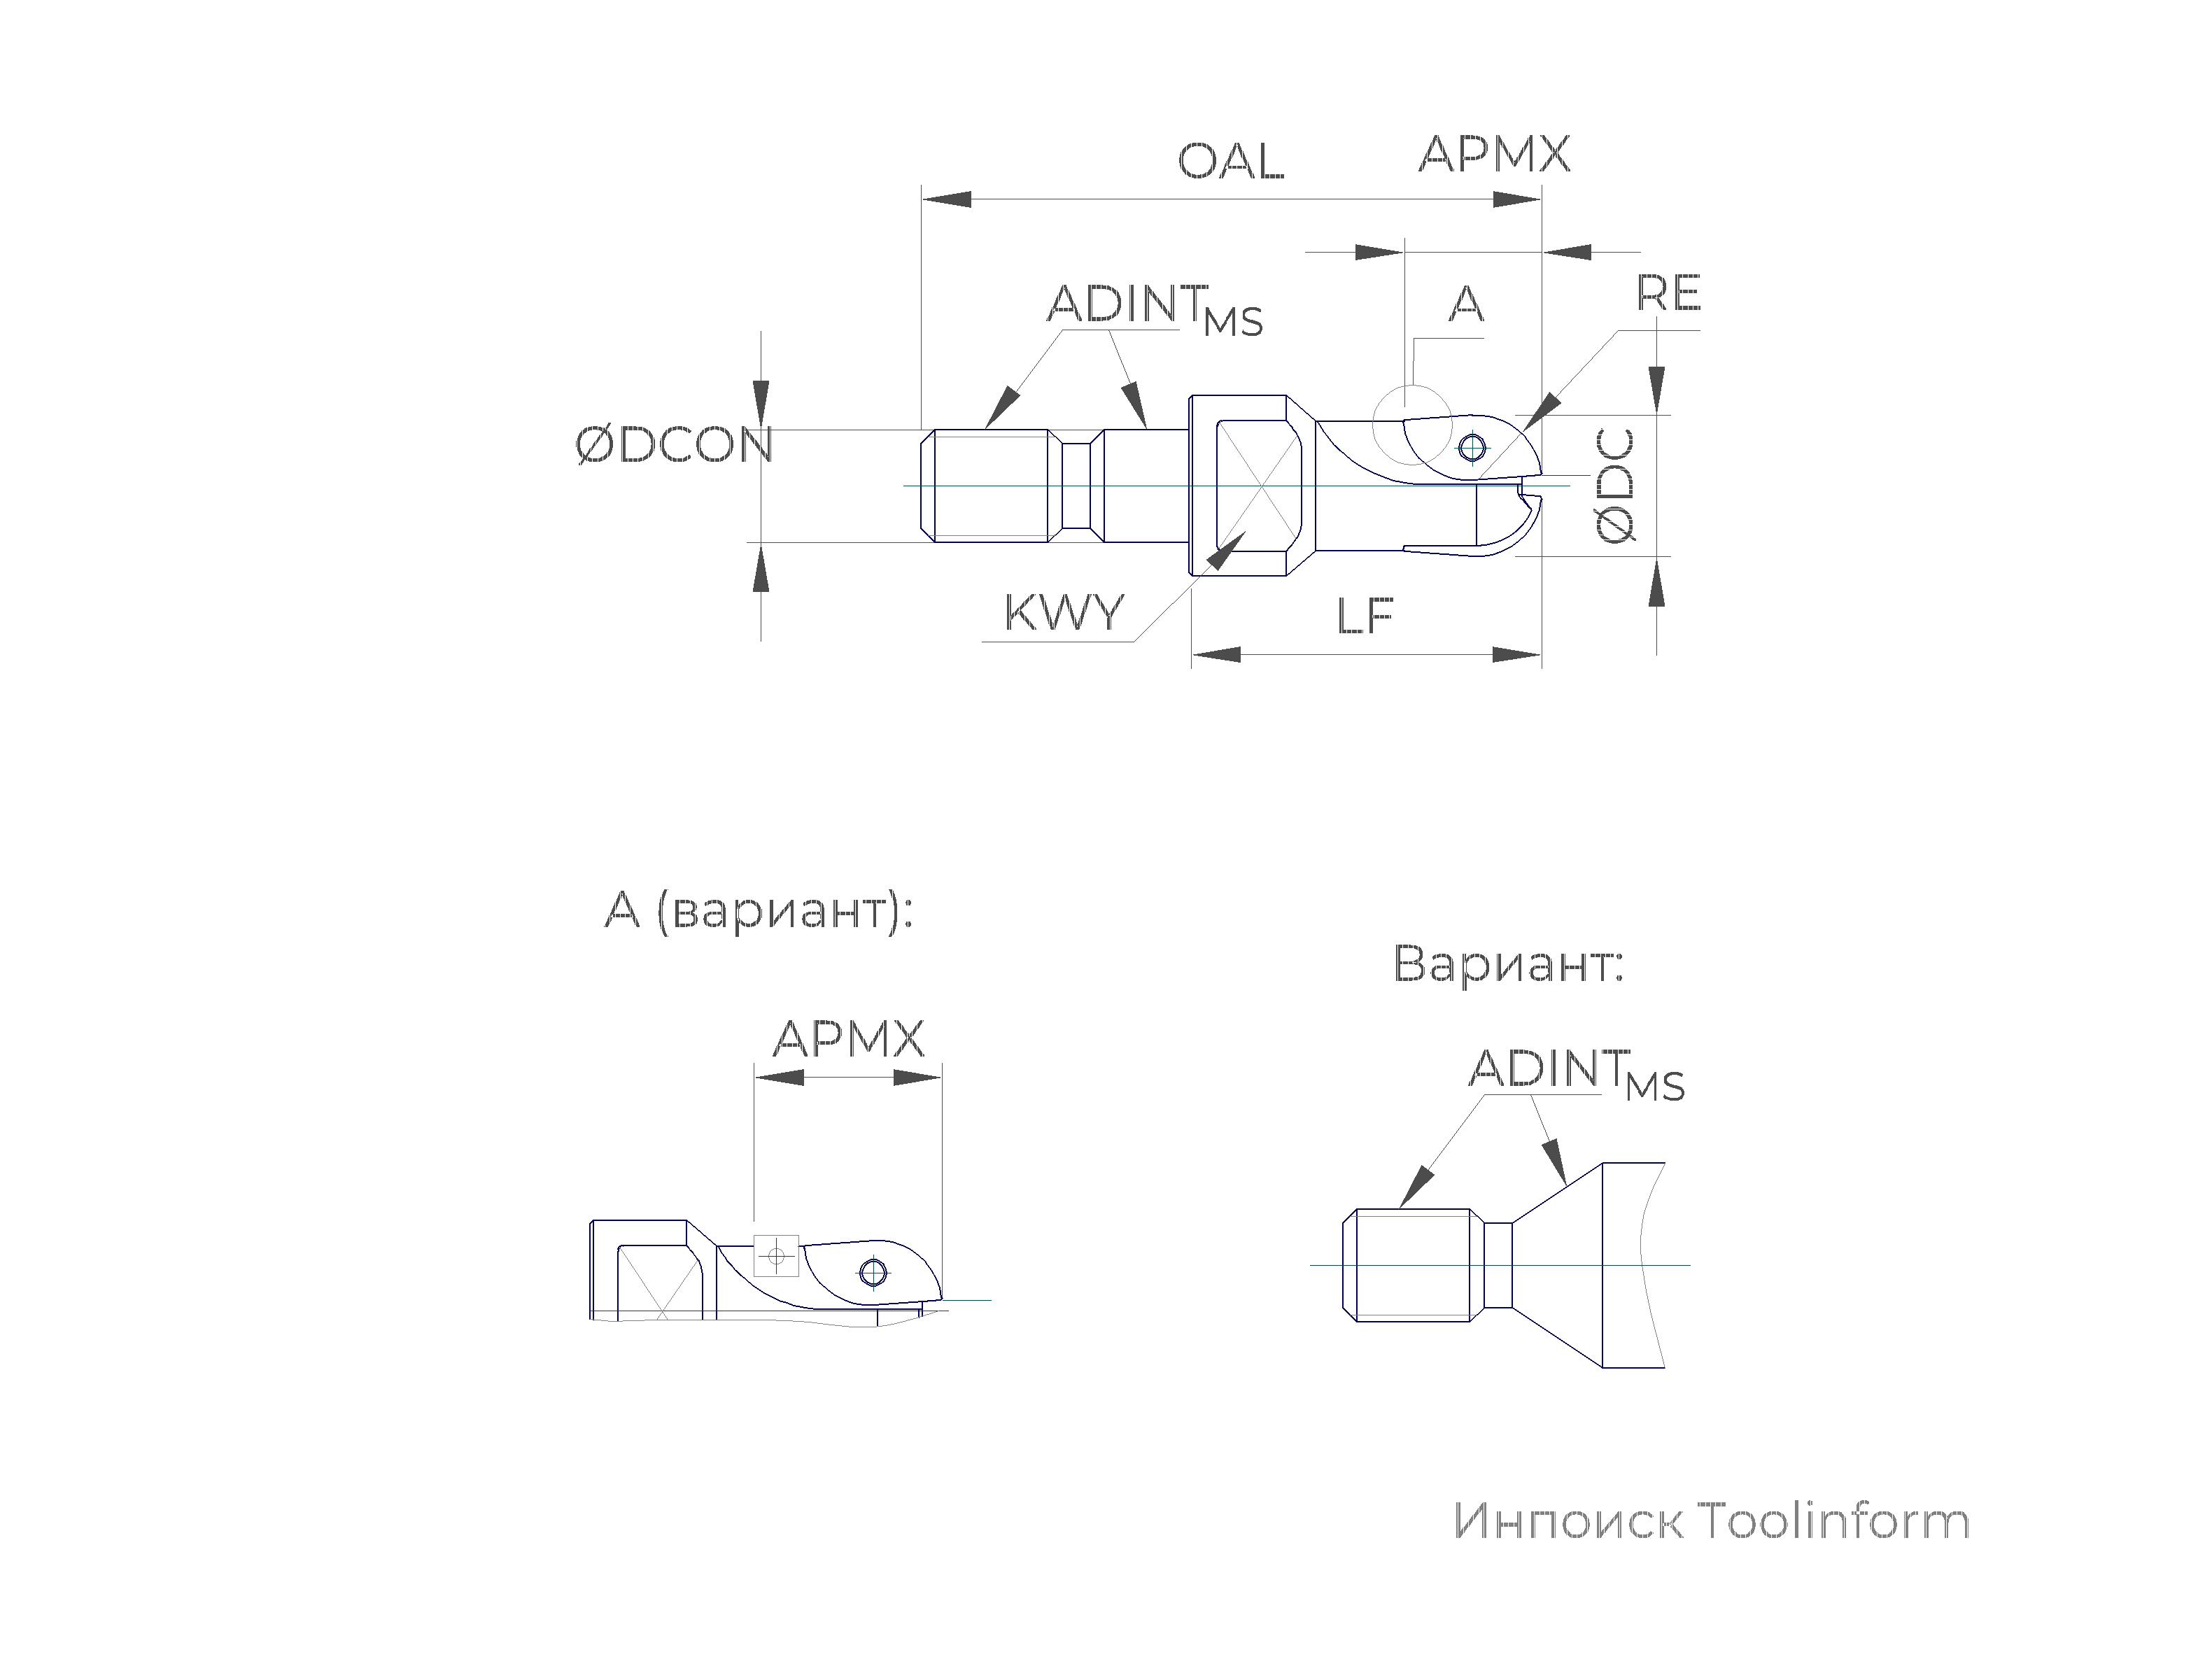 OAL
APMX
RE
A
ADINT MS
ØDCON
ØDC
KWY
LF
А (вариант):
Вариант:
APMX
ADINT MS
Инпоиск Toolinform